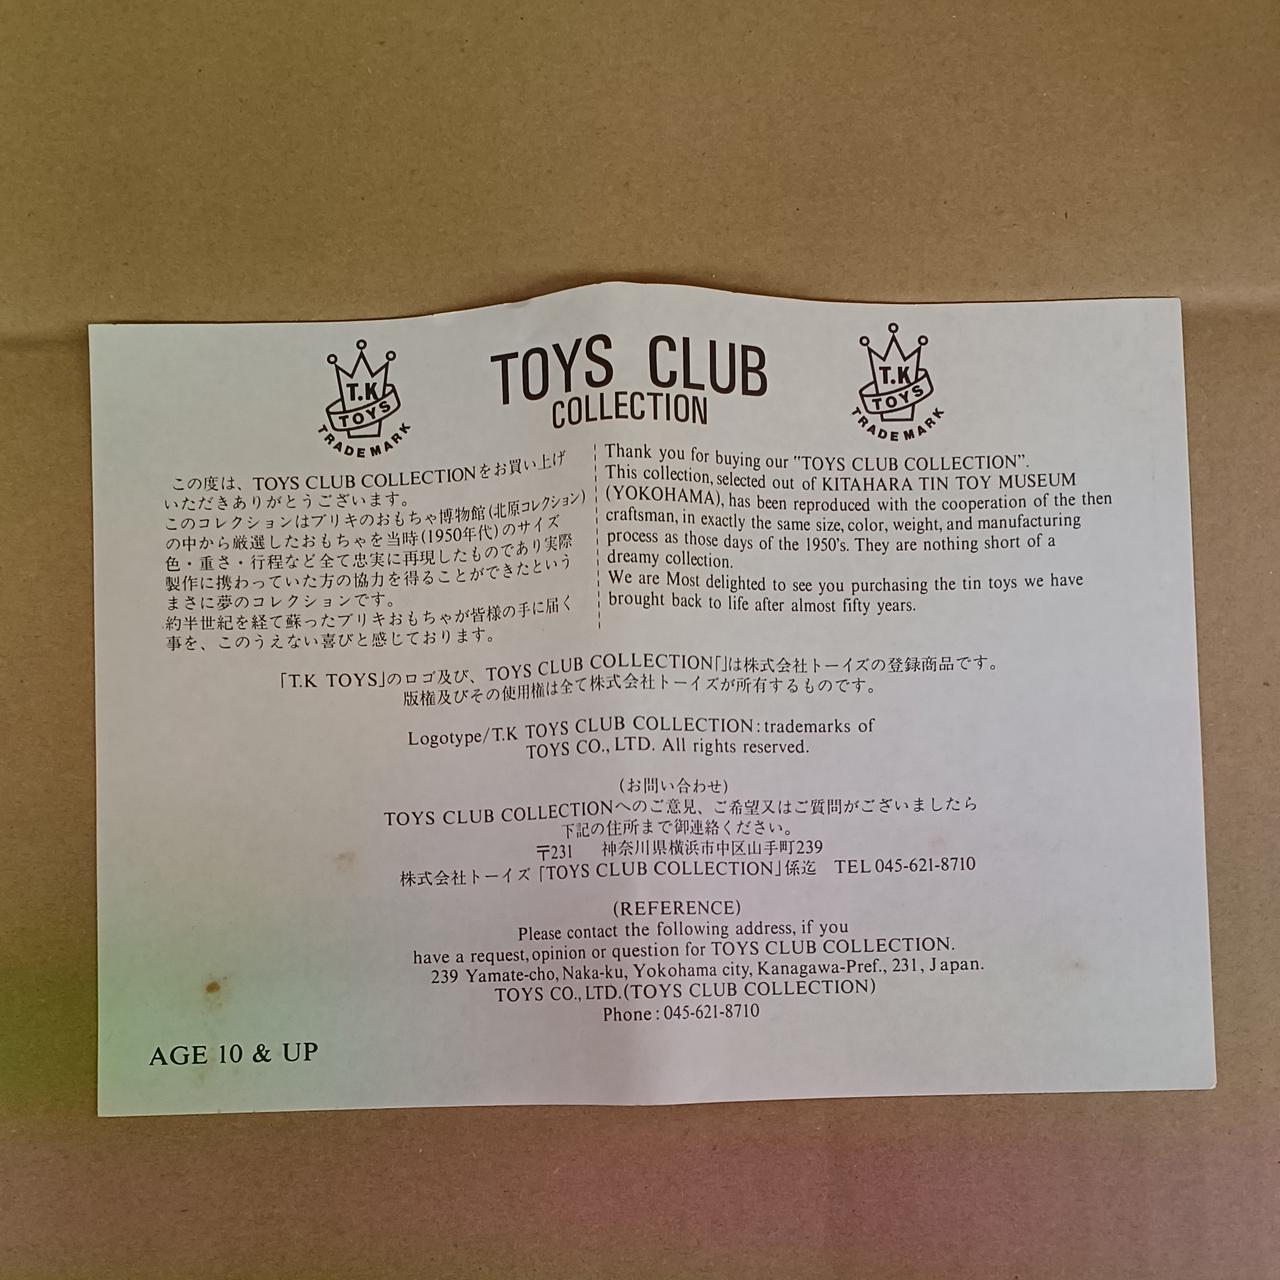 T.K
TOYS
TRADE MARK
TOYS CLUB
COLLECTION
T.K
TOYS
TRADE MARK
この度は、TOYS CLUB COLLECTIONをお買い上げ
いただきありがとうございます。
このコレクションはブリキのおもちゃ博物館(北原コレクション)
の中から厳選したおもちゃを当時(1950年代)のサイズ
色・重さ・行程など全て忠実に再現したものであり実際
製作に携わっていた方の協力を得ることができたという
まさに夢のコレクションです。
約半世紀を経て蘇ったブリキおもちゃが皆様の手に届く
事を、このうえない喜びと感じております。
Thank you for buying our "TOYS CLUB COLLECTION".
This collection, selected out of KITAHARA TIN TOY MUSEUM
(YOKOHAMA), has been reproduced with the cooperation of the then
craftsman, in exactly the same size, color, weight, and manufacturing
process as those days of the 1950's. They are nothing short of a
dreamy collection.
We are Most delighted to see you purchasing the tin toys we have
brought back to life after almost fifty years.
「T.K TOYS」のロゴ及び、TOYS CLUB COLLECTION「」は株式会社トーイズの登録商品です。
版権及びその使用権は全て株式会社トーイズが所有するものです。
Logotype/T.K TOYS CLUB COLLECTION: trademarks of
TOYS CO., LTD. All rights reserved.
(お問い合わせ)
TOYS CLUB COLLECTIONへのご意見、ご希望又はご質問がございましたら
下記の住所まで御連絡ください。
〒231 神奈川県横浜市中区山手町239
株式会社トーイズ「TOYS CLUB COLLECTION」係迄 TEL 045-621-8710
(REFERENCE)
Please contact the following address, if you
have a request, opinion or question for TOYS CLUB COLLECTION.
239 Yamate-cho, Naka-ku, Yokohama city, Kanagawa-Pref., 231, Japan.
TOYS CO., LTD. (TOYS CLUB COLLECTION)
Phone: 045-621-8710
AGE 10 & UP